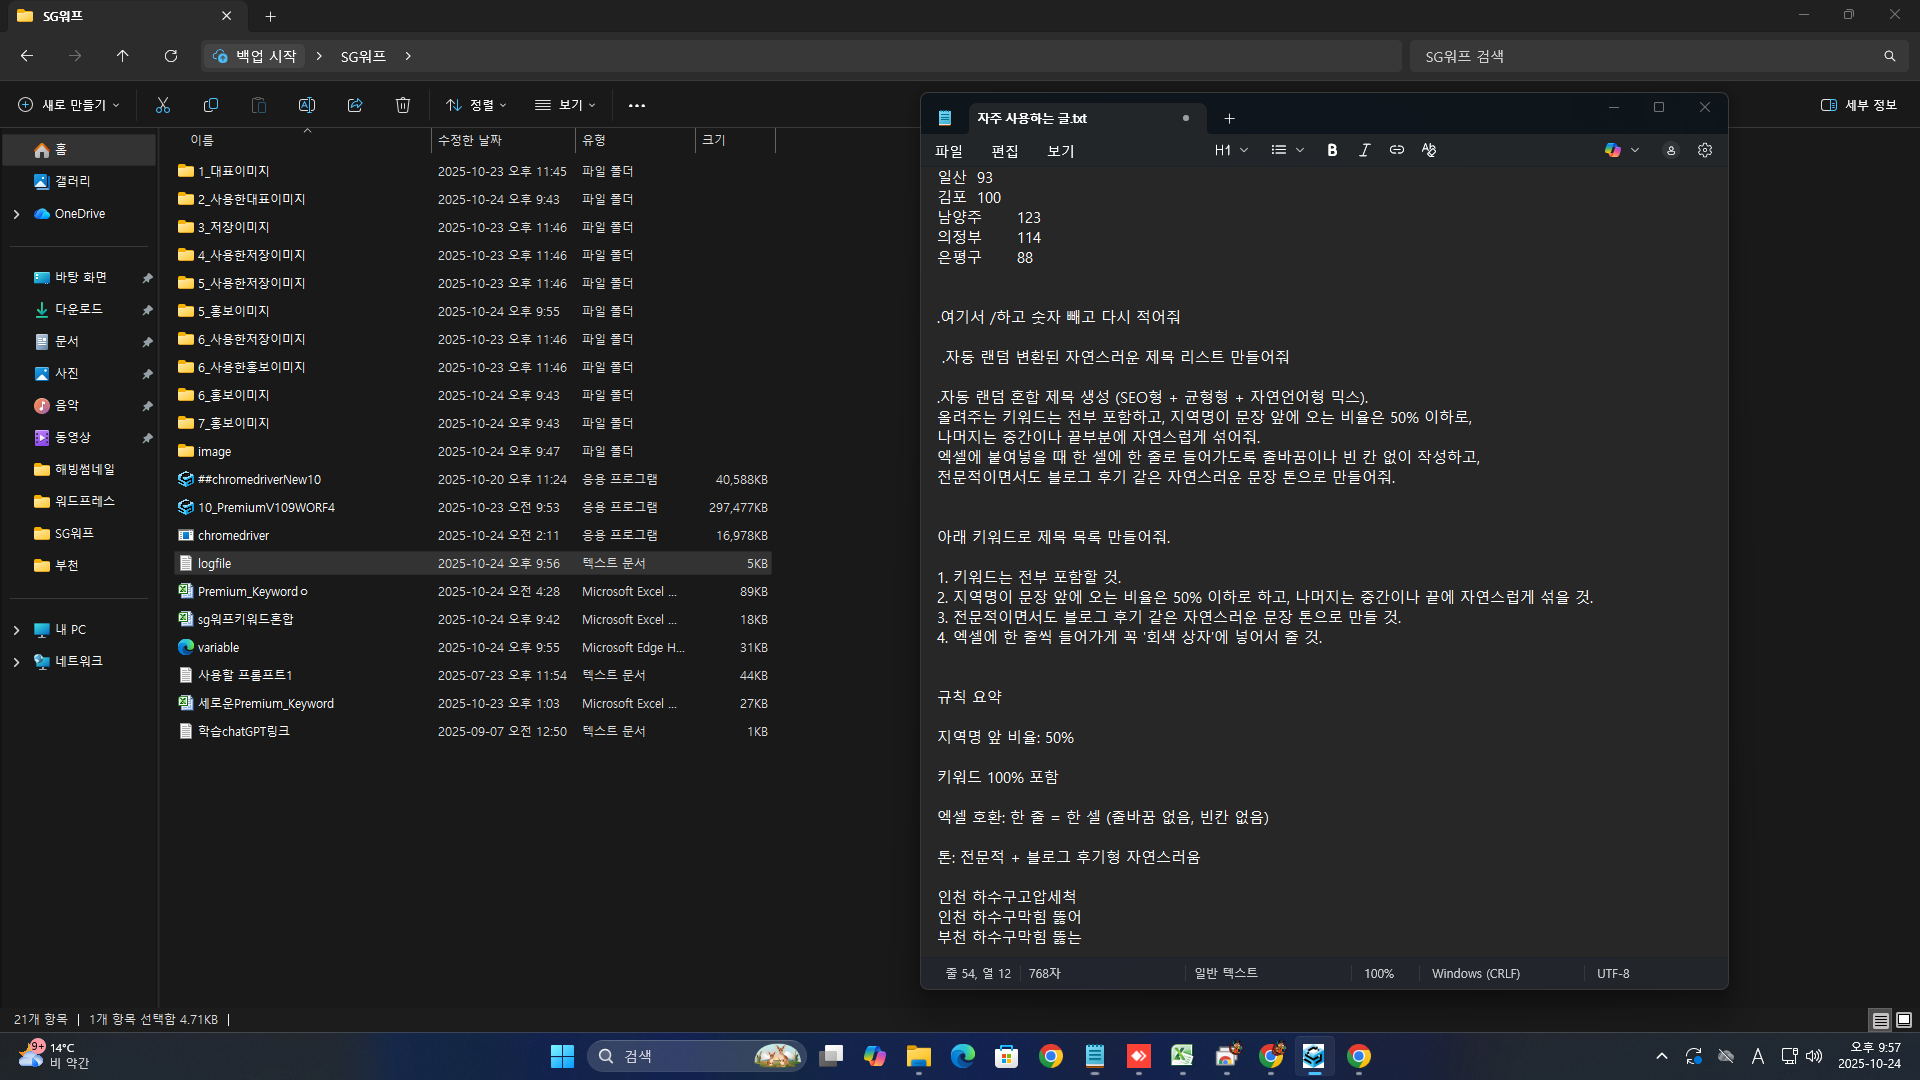 SG워프
백업 시작
SG워프
SG워프 검색
새로 만들기
정렬
보기
세부 정보
홈
갤러리
OneDrive
바탕 화면
다운로드
문서
사진
음악
동영상
해빙썸네일
워드프레스
SG워프
부천
내 PC
네트워크
이름 수정한 날짜 유형 크기
1_대표이미지 2025-10-23 오후 11:45 파일 폴더
2_사용한대표이미지 2025-10-24 오후 9:43 파일 폴더
3_저장이미지 2025-10-23 오후 11:46 파일 폴더
4_사용한저장이미지 2025-10-23 오후 11:46 파일 폴더
5_사용한저장이미지 2025-10-23 오후 11:46 파일 폴더
5_홍보이미지 2025-10-24 오후 9:55 파일 폴더
6_사용한저장이미지 2025-10-23 오후 11:46 파일 폴더
6_사용한홍보이미지 2025-10-23 오후 11:46 파일 폴더
6_홍보이미지 2025-10-24 오후 9:43 파일 폴더
7_홍보이미지 2025-10-24 오후 9:43 파일 폴더
image 2025-10-24 오후 9:47 파일 폴더
##chromedriverNew10 2025-10-20 오후 11:24 응용 프로그램 40,588KB
10_PremiumV109WORF4 2025-10-23 오전 9:53 응용 프로그램 297,477KB
chromedriver 2025-10-24 오전 2:11 응용 프로그램 16,978KB
logfile 2025-10-24 오후 9:56 텍스트 문서 5KB
Premium_Keywordㅇ 2025-10-24 오전 4:28 Microsoft Excel ... 89KB
sg워프키워드혼합 2025-10-24 오후 9:42 Microsoft Excel ... 18KB
variable 2025-10-24 오후 9:55 Microsoft Edge H... 31KB
사용할 프롬프트1 2025-07-23 오후 11:54 텍스트 문서 44KB
세로운Premium_Keyword 2025-10-23 오후 1:03 Microsoft Excel ... 27KB
학습chatGPT링크 2025-09-07 오전 12:50 텍스트 문서 1KB
21개 항목 | 1개 항목 선택함 4.71KB |
자주 사용하는 글.txt
파일 편집 보기 H1 B I
일산 93
김포 100
남양주 123
의정부 114
은평구 88
.여기서 /하고 숫자 빼고 다시 적어줘
.자동 랜덤 변환된 자연스러운 제목 리스트 만들어줘
.자동 랜덤 혼합 제목 생성 (SEO형 + 균형형 + 자연언어형 믹스).
올려주는 키워드는 전부 포함하고, 지역명이 문장 앞에 오는 비율은 50% 이하로,
나머지는 중간이나 끝부분에 자연스럽게 섞어줘.
엑셀에 붙여넣을 때 한 셀에 한 줄로 들어가도록 줄바꿈이나 빈 칸 없이 작성하고,
전문적이면서도 블로그 후기 같은 자연스러운 문장 톤으로 만들어줘.
아래 키워드로 제목 목록 만들어줘.
1. 키워드는 전부 포함할 것.
2. 지역명이 문장 앞에 오는 비율은 50% 이하로 하고, 나머지는 중간이나 끝에 자연스럽게 섞을 것.
3. 전문적이면서도 블로그 후기 같은 자연스러운 문장 톤으로 만들 것.
4. 엑셀에 한 줄씩 들어가게 꼭 '회색 상자'에 넣어서 줄 것.
규칙 요약
지역명 앞 비율: 50%
키워드 100% 포함
엑셀 호환: 한 줄 = 한 셀 (줄바꿈 없음, 빈칸 없음)
톤: 전문적 + 블로그 후기형 자연스러움
인천 하수구고압세척
인천 하수구막힘 뚫어
부천 하수구막힘 뚫는
줄 54, 열 12 768자 일반 텍스트 100% Windows (CRLF) UTF-8
9+
14°C
비 약간
검색
A
오후 9:57
2025-10-24